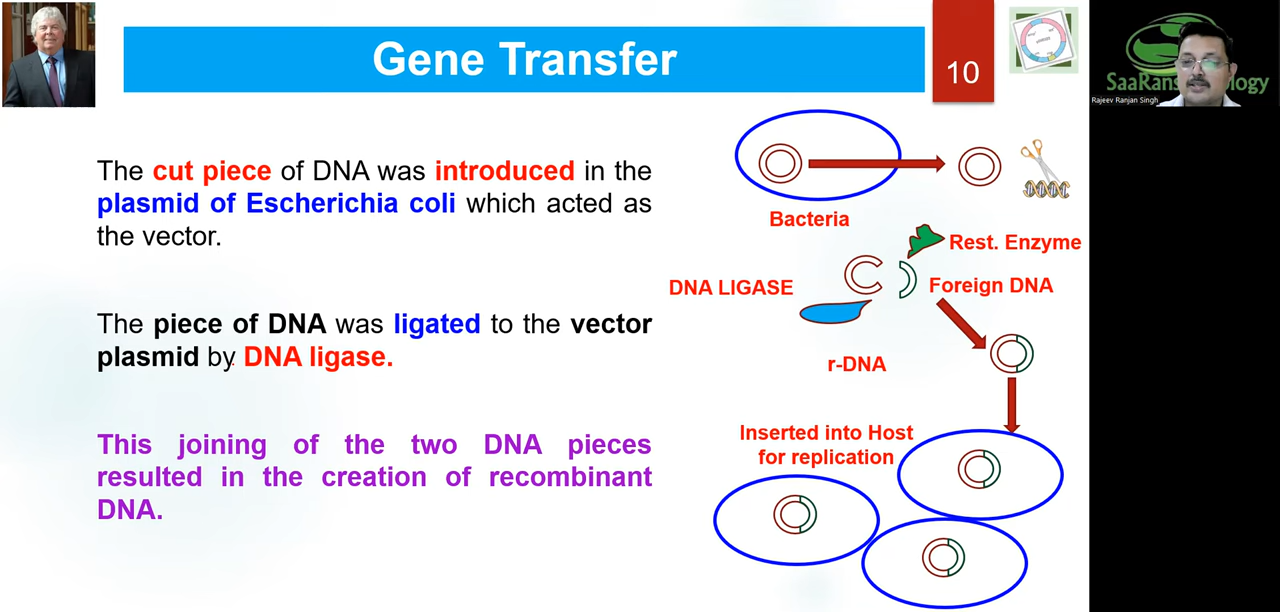 Gene Transfer
10
SaaRans ogy
Rajeev Ranjan Singh
The cut piece of DNA was introduced in the
plasmid of Escherichia coli which acted as
the vector.
The piece of DNA was ligated to the vector
plasmid by DNA ligase.
This joining of the two DNA pieces
resulted in the creation of recombinant
DNA.
Bacteria
Rest. Enzyme
DNA LIGASE
Foreign DNA
r-DNA
Inserted into Host
for replication